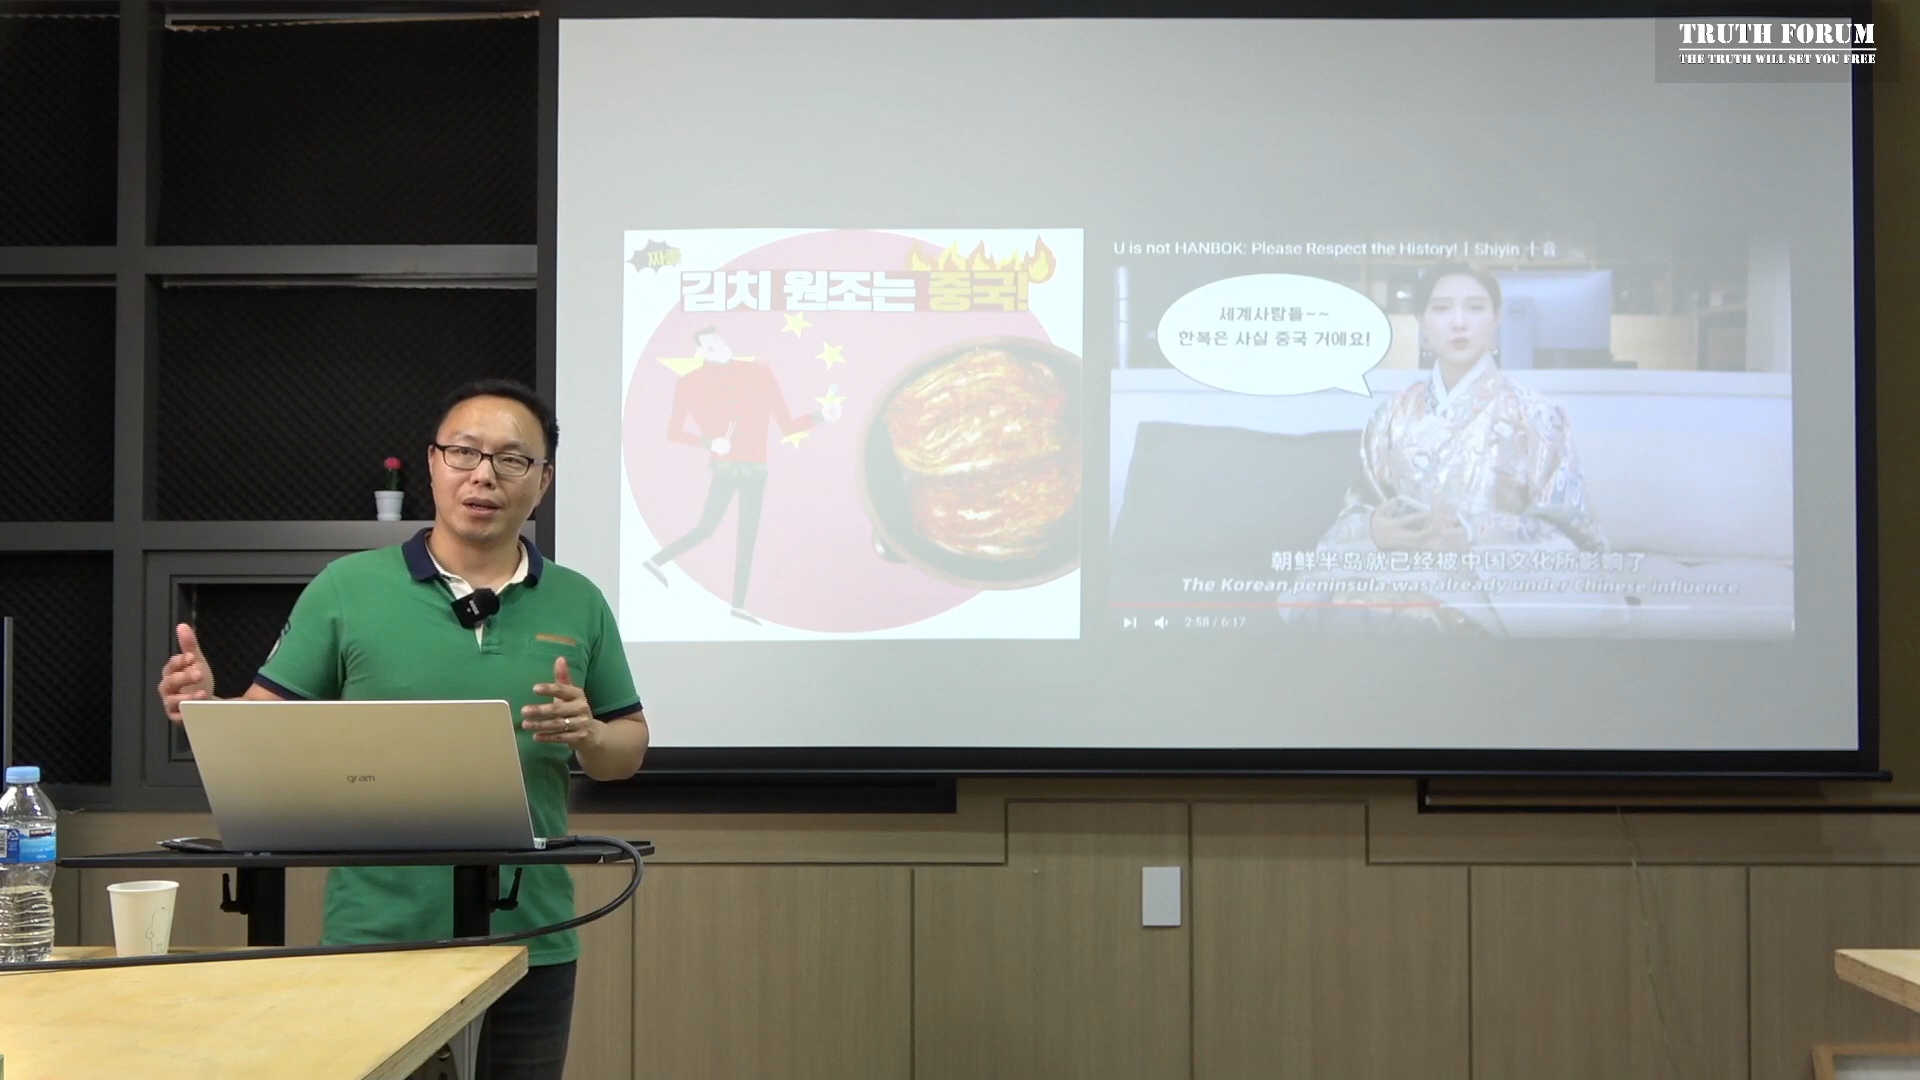 TRUTH FORUM
THE TRUTH WILL SET YOU FREE
김치 원조는 중국!
U is not HANBOK: Please Respect the History! | Shiyin 十音
세계사람들~~
한복은 사실 중국 거에요!
朝鲜半岛就已经被中国文化所影响了
The Korean peninsula was already under Chinese influence
2:58 / 6:17
gram